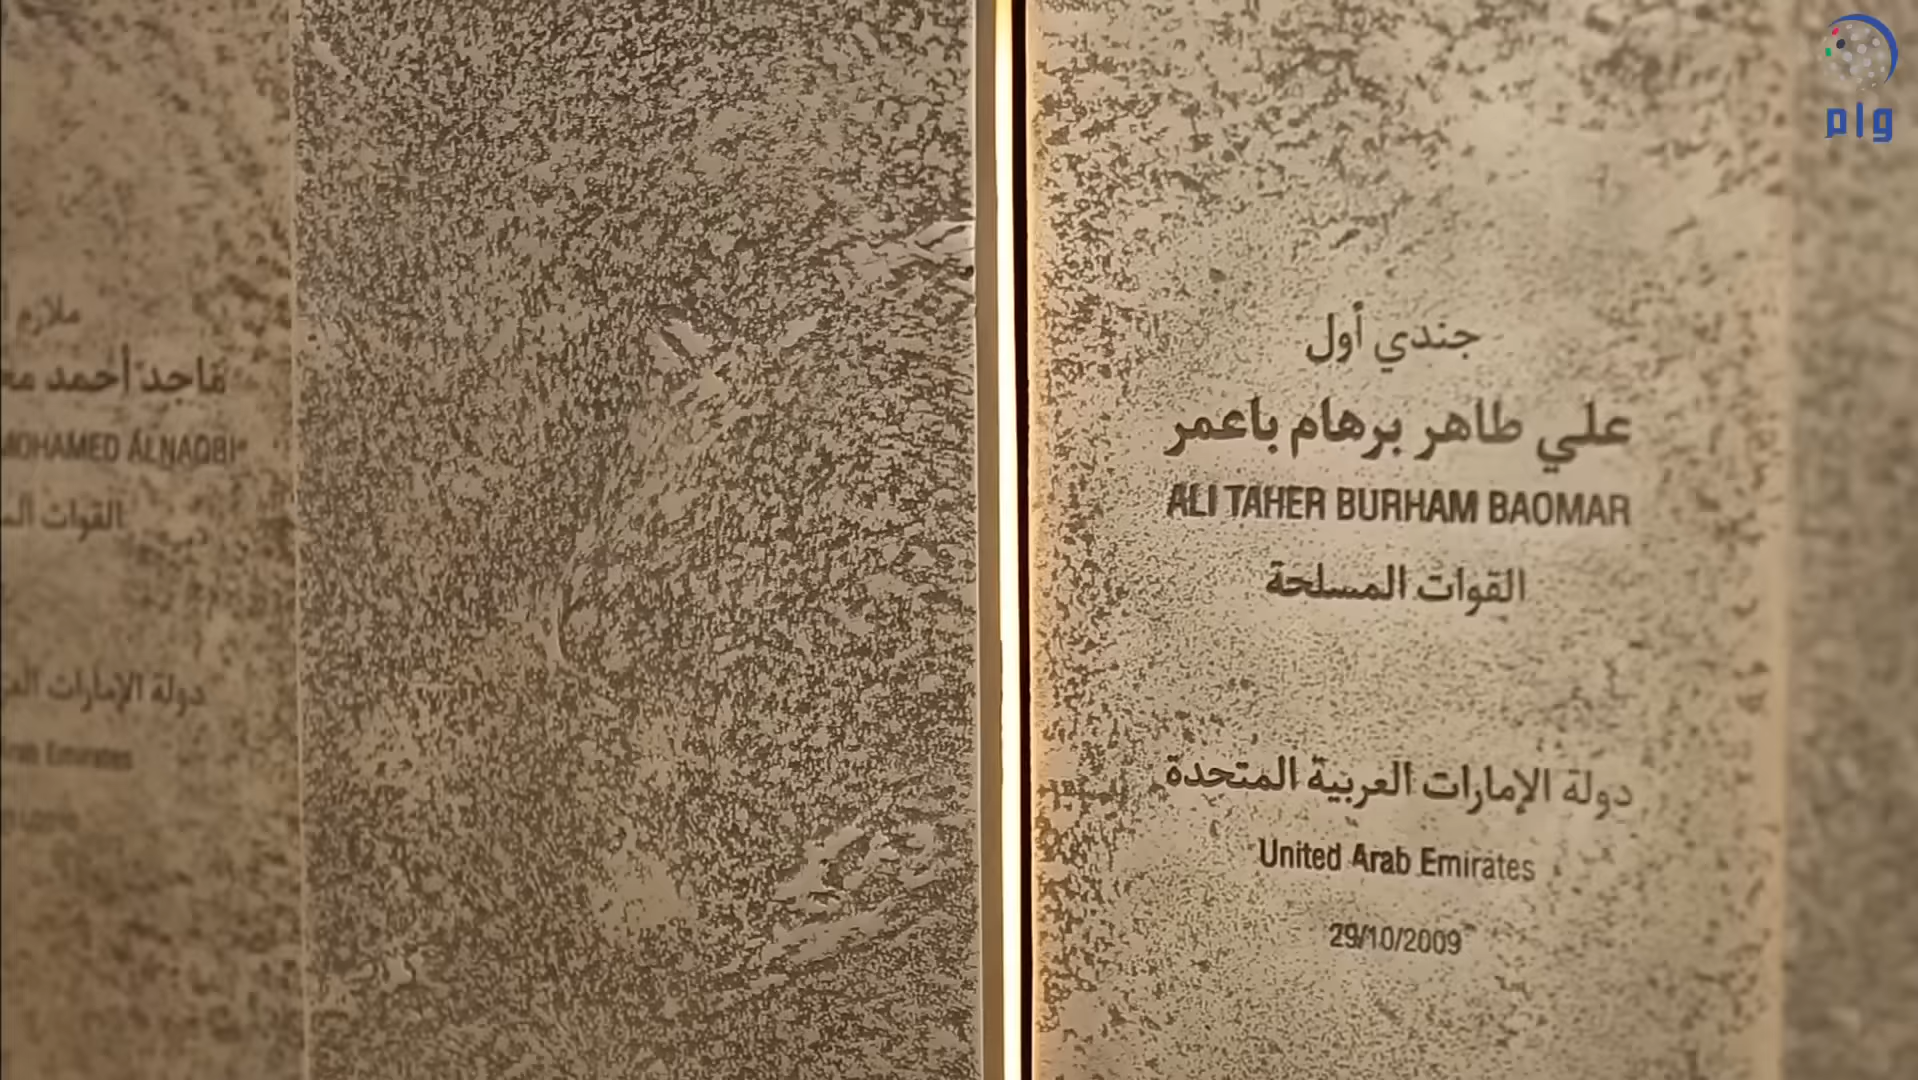 وام
جندي أول
علي طاهر برهام باعمر
ALI TAHER BURHAM BAOMAR
القوات المسلحة
دولة الإمارات العربية المتحدة
United Arab Emirates
29/10/2009
ملازم
ماجد أحمد
MOHAMED ALNAQBI
القوات
دولة الإمارات
Emirates